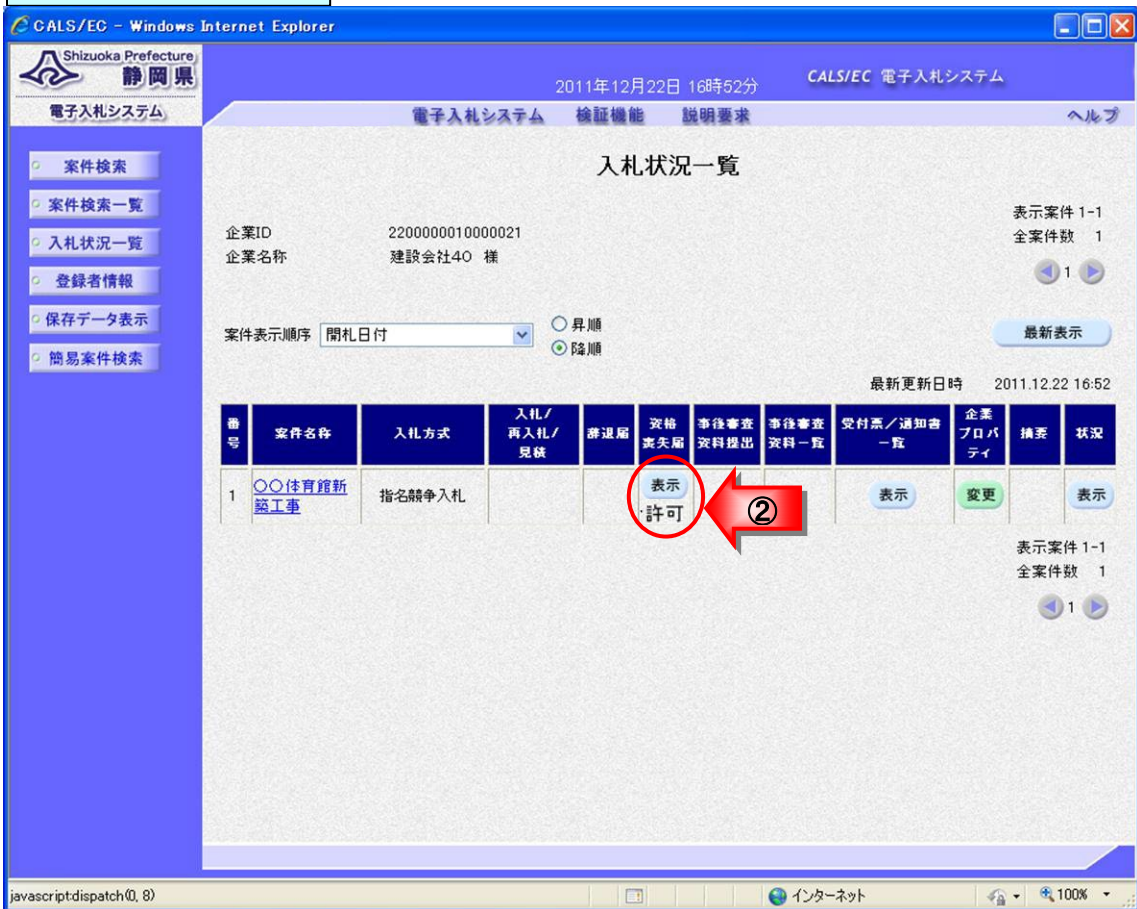 CALS/EC - Windows Internet Explorer
Shizuoka Prefecture
静岡県
電子入札システム
2011年12月22日 16時52分
CALS/EC 電子入札システム
電子入札システム 検証機能 説明要求 ヘルプ
案件検索
案件検索一覧
入札状況一覧
登録者情報
保存データ表示
簡易案件検索
入札状況一覧
表示案件 1-1
全案件数 1
1
企業ID 2200000010000021
企業名称 建設会社40 様
案件表示順序 開札日付
昇順
降順
最新表示
最新更新日時 2011.12.22 16:52
番号 案件名称 入札方式 入札/再入札/見積 辞退届 資格喪失届 事後審査資料提出 事後審査資料一覧 受付票/通知書一覧 企業プロパティ 摘要 状況
1 〇〇体育館新築工事 指名競争入札 表示 表示 変更 表示
許可
②
表示案件 1-1
全案件数 1
1
javascript:dispatch(0, 8)
インターネット
100%